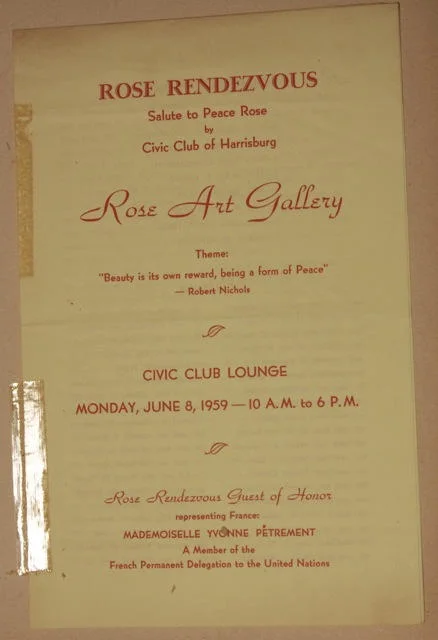 ROSE RENDEZVOUS
Salute to Peace Rose
by
Civic Club of Harrisburg
Rose Art Gallery
Theme:
"Beauty is its own reward, being a form of Peace"
— Robert Nichols
CIVIC CLUB LOUNGE
MONDAY, JUNE 8, 1959 — 10 A.M. to 6 P.M.
Rose Rendezvous Guest of Honor
representing France:
MADEMOISELLE YVONNE PÉTREMENT
A Member of the
French Permanent Delegation to the United Nations